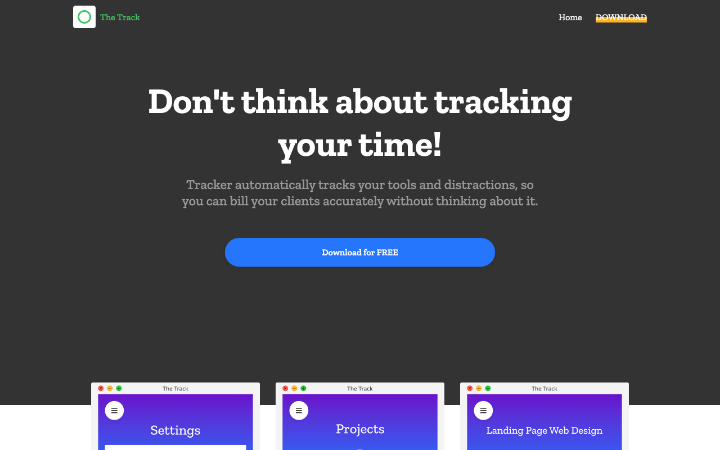 The Track
Home
DOWNLOAD
Don't think about tracking
your time!
Tracker automatically tracks your tools and distractions, so
you can bill your clients accurately without thinking about it.
Download for FREE
The Track
The Track
The Track
Settings
Projects
Landing Page Web Design